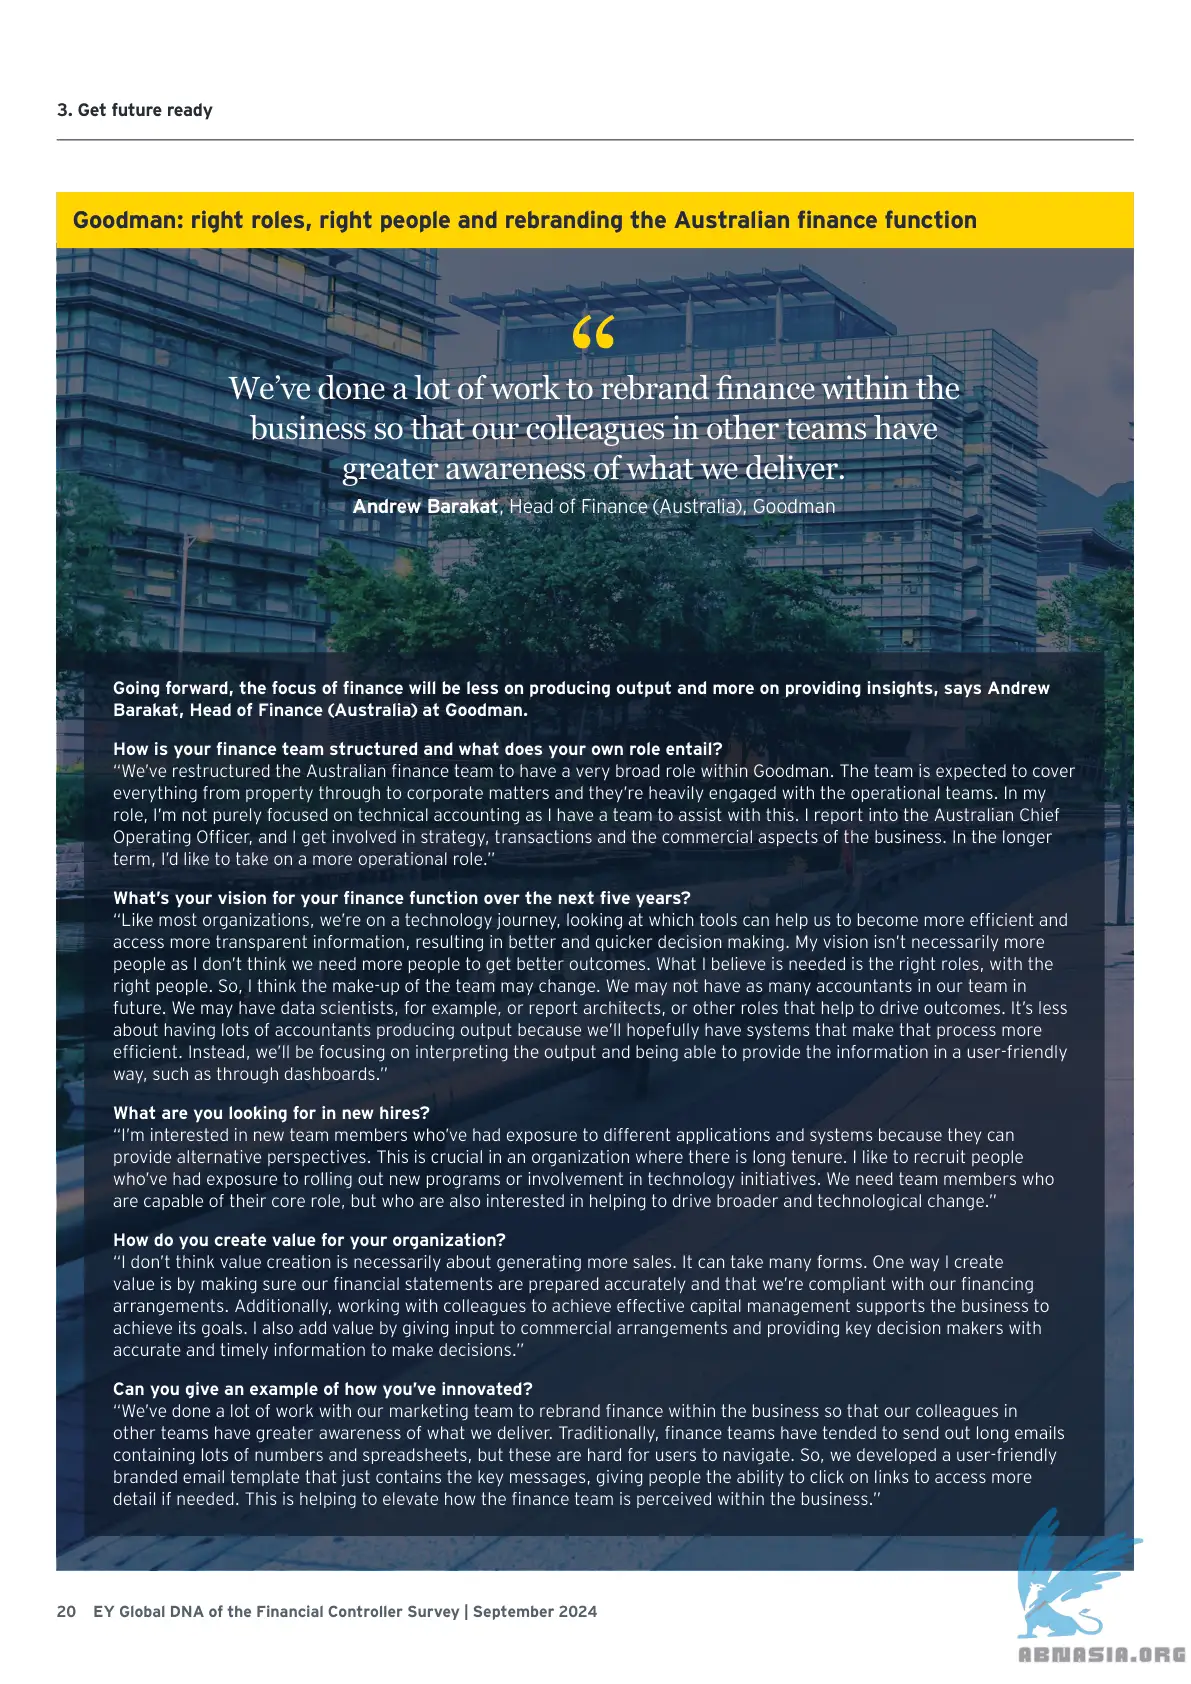 3. Get future ready
Goodman: right roles, right people and rebranding the Australian finance function
“
We’ve done a lot of work to rebrand finance within the
business so that our colleagues in other teams have
greater awareness of what we deliver.
Andrew Barakat, Head of Finance (Australia), Goodman
Going forward, the focus of finance will be less on producing output and more on providing insights, says Andrew
Barakat, Head of Finance (Australia) at Goodman.
How is your finance team structured and what does your own role entail?
“We’ve restructured the Australian finance team to have a very broad role within Goodman. The team is expected to cover
everything from property through to corporate matters and they’re heavily engaged with the operational teams. In my
role, I’m not purely focused on technical accounting as I have a team to assist with this. I report into the Australian Chief
Operating Officer, and I get involved in strategy, transactions and the commercial aspects of the business. In the longer
term, I’d like to take on a more operational role.”
What’s your vision for your finance function over the next five years?
“Like most organizations, we’re on a technology journey, looking at which tools can help us to become more efficient and
access more transparent information, resulting in better and quicker decision making. My vision isn’t necessarily more
people as I don’t think we need more people to get better outcomes. What I believe is needed is the right roles, with the
right people. So, I think the make-up of the team may change. We may not have as many accountants in our team in
future. We may have data scientists, for example, or report architects, or other roles that help to drive outcomes. It’s less
about having lots of accountants producing output because we’ll hopefully have systems that make that process more
efficient. Instead, we’ll be focusing on interpreting the output and being able to provide the information in a user-friendly
way, such as through dashboards.”
What are you looking for in new hires?
“I’m interested in new team members who’ve had exposure to different applications and systems because they can
provide alternative perspectives. This is crucial in an organization where there is long tenure. I like to recruit people
who’ve had exposure to rolling out new programs or involvement in technology initiatives. We need team members who
are capable of their core role, but who are also interested in helping to drive broader and technological change.”
How do you create value for your organization?
“I don’t think value creation is necessarily about generating more sales. It can take many forms. One way I create
value is by making sure our financial statements are prepared accurately and that we’re compliant with our financing
arrangements. Additionally, working with colleagues to achieve effective capital management supports the business to
achieve its goals. I also add value by giving input to commercial arrangements and providing key decision makers with
accurate and timely information to make decisions.”
Can you give an example of how you’ve innovated?
“We’ve done a lot of work with our marketing team to rebrand finance within the business so that our colleagues in
other teams have greater awareness of what we deliver. Traditionally, finance teams have tended to send out long emails
containing lots of numbers and spreadsheets, but these are hard for users to navigate. So, we developed a user-friendly
branded email template that just contains the key messages, giving people the ability to click on links to access more
detail if needed. This is helping to elevate how the finance team is perceived within the business.”
20 EY Global DNA of the Financial Controller Survey | September 2024
ABNASIA.ORG